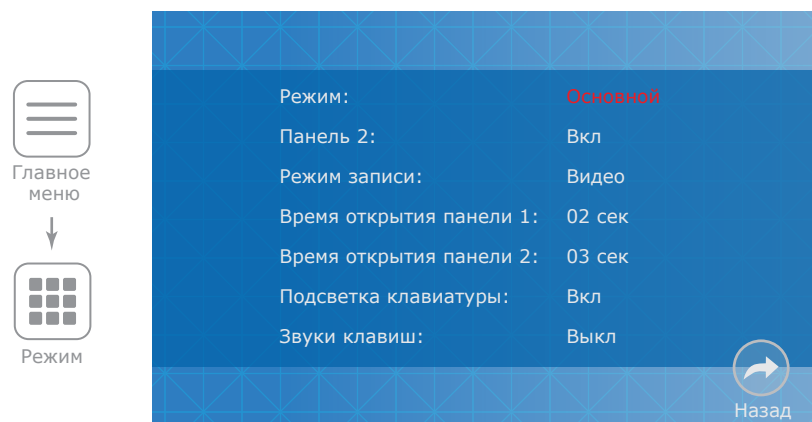 Главное
меню
Режим
Режим: Основной
Панель 2: Вкл
Режим записи: Видео
Время открытия панели 1: 02 сек
Время открытия панели 2: 03 сек
Подсветка клавиатуры: Вкл
Звуки клавиш: Выкл
Назад